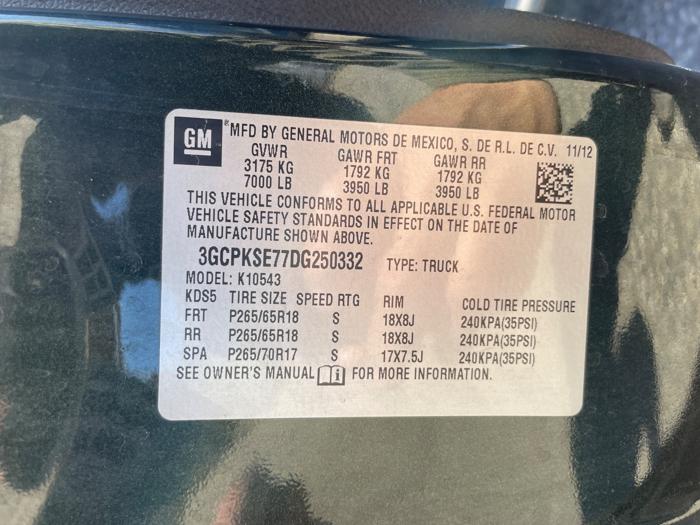 GM *MFD BY GENERAL MOTORS DE MEXICO, S. DE R.L. DE C.V. 11/12
GVWR GAWR FRT GAWR RR
3175 KG 1792 KG 1792 KG
7000 LB 3950 LB 3950 LB
THIS VEHICLE CONFORMS TO ALL APPLICABLE U.S. FEDERAL MOTOR
VEHICLE SAFETY STANDARDS IN EFFECT ON THE DATE OF
MANUFACTURE SHOWN ABOVE.
3GCPKSE77DG250332 TYPE: TRUCK
MODEL: K10543
KDS5 TIRE SIZE SPEED RTG RIM COLD TIRE PRESSURE
FRT P265/65R18 S 18X8J 240KPA(35PSI)
RR P265/65R18 S 18X8J 240KPA(35PSI)
SPA P265/70R17 S 17X7.5J 240KPA(35PSI)
SEE OWNER'S MANUAL i FOR MORE INFORMATION.